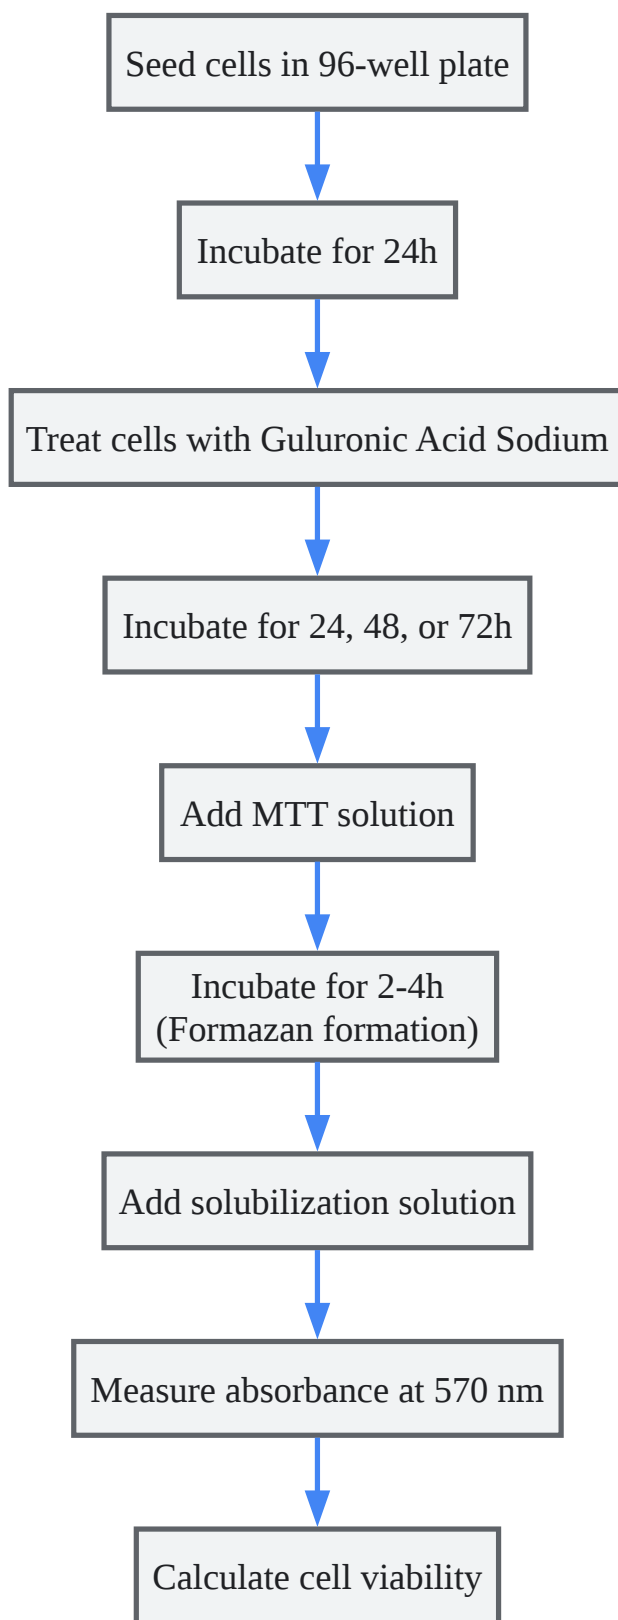 Seed cells in 96-well plate
Incubate for 24h
Treat cells with Guluronic Acid Sodium
Incubate for 24, 48, or 72h
Add MTT solution
Incubate for 2-4h
(Formazan formation)
Add solubilization solution
Measure absorbance at 570 nm
Calculate cell viability